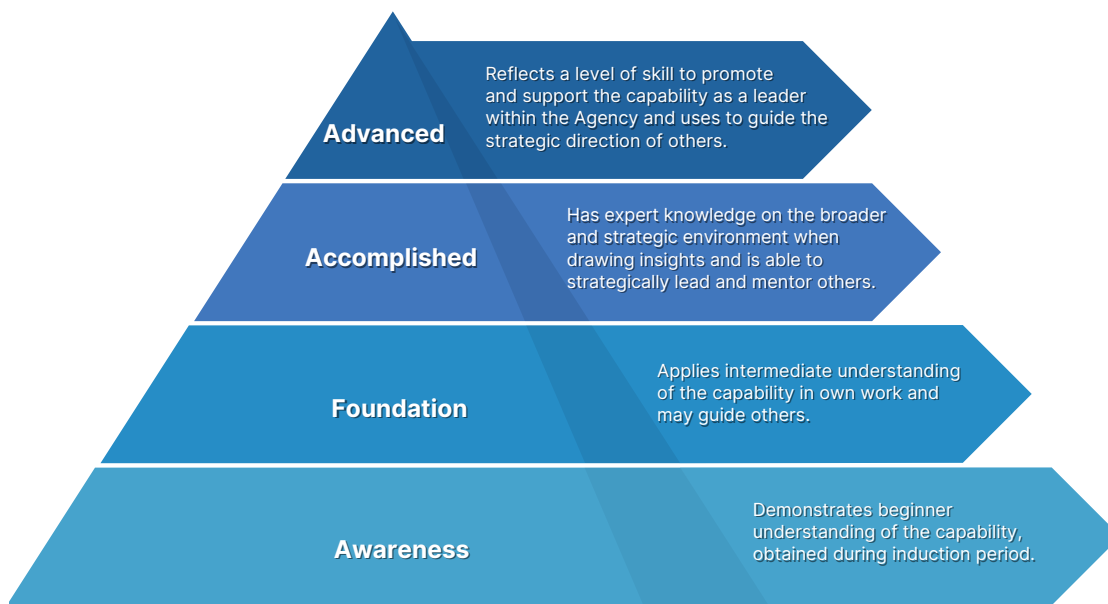 Advanced
Reflects a level of skill to promote
and support the capability as a leader
within the Agency and uses to guide the
strategic direction of others.
Accomplished
Has expert knowledge on the broader
and strategic environment when
drawing insights and is able to
strategically lead and mentor others.
Foundation
Applies intermediate understanding
of the capability in own work and
may guide others.
Awareness
Demonstrates beginner
understanding of the capability,
obtained during induction period.